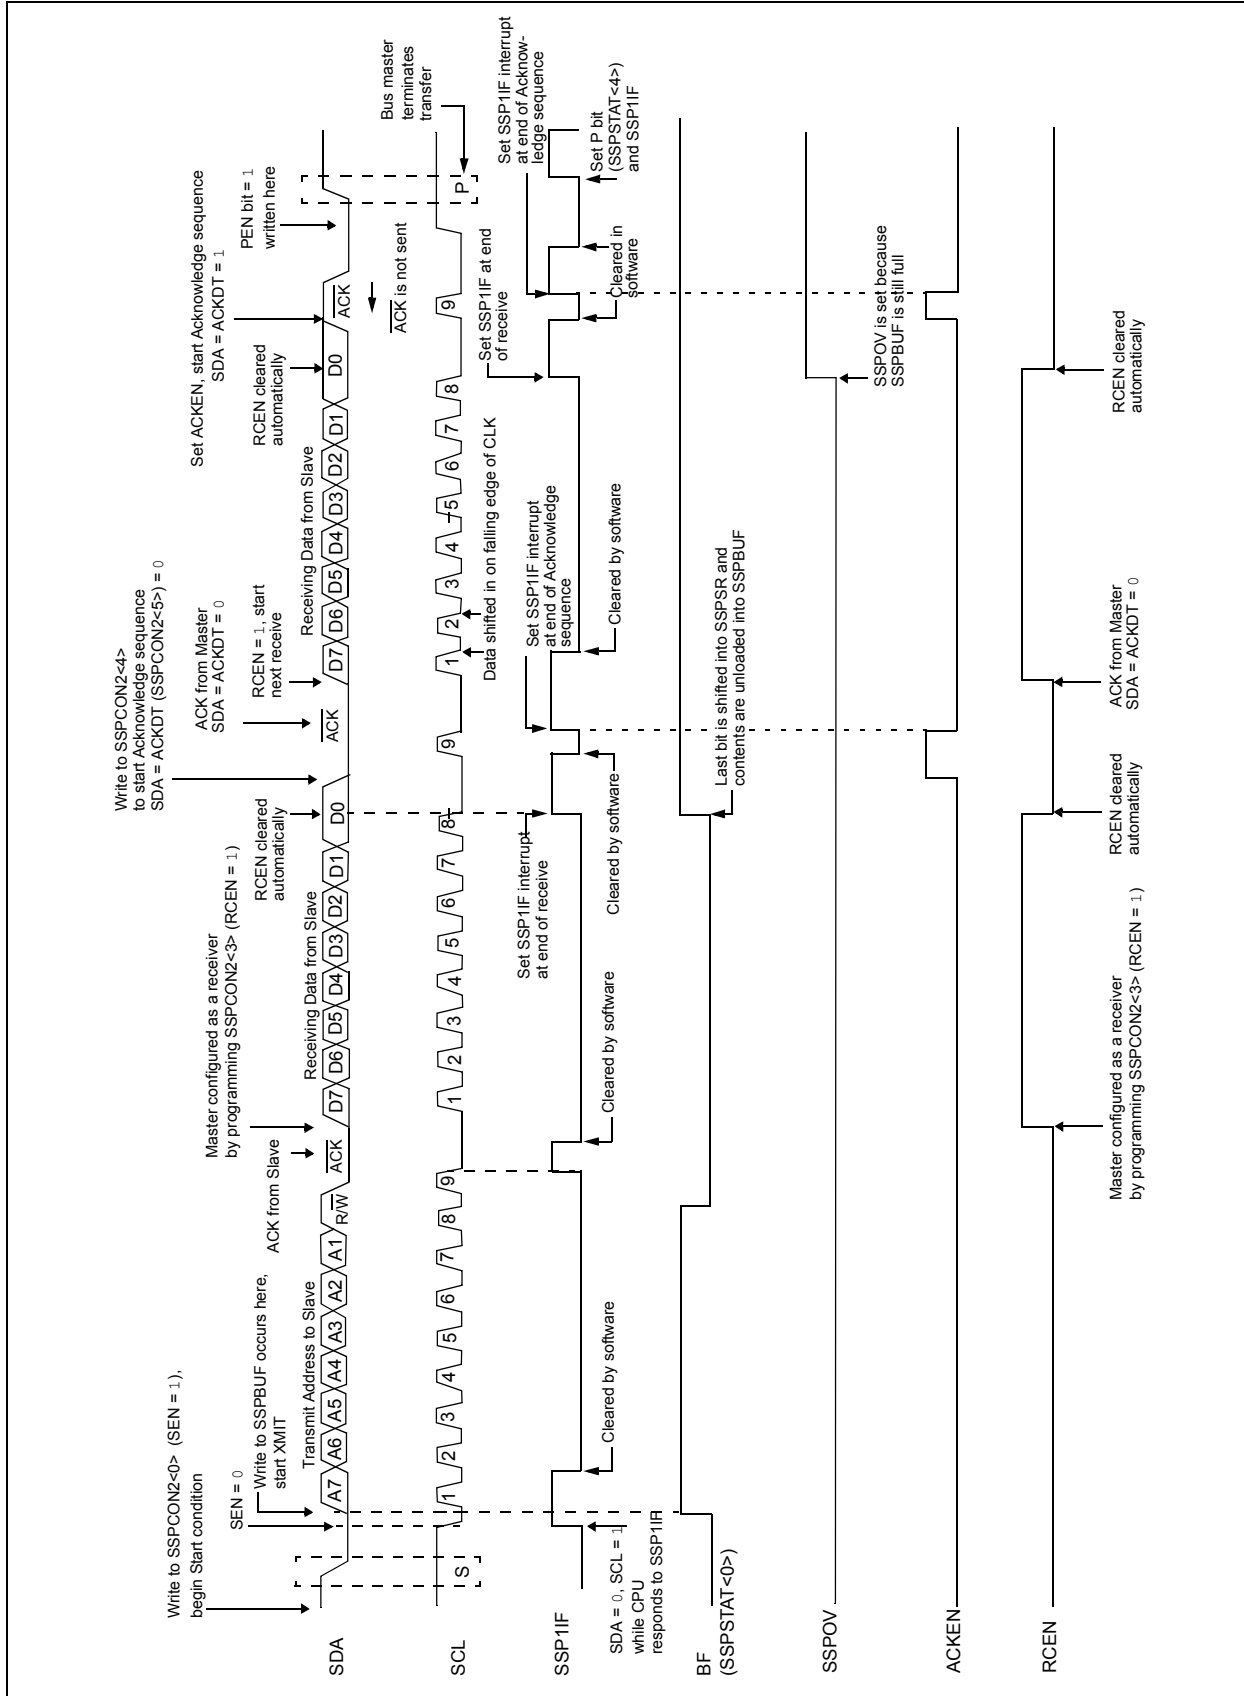 Write to SSPCON2<0> (SEN = 1),
begin Start condition
SEN = 0
Write to SSPBUF occurs here,
start XMIT
ACK from Slave
Master configured as a receiver
by programming SSPCON2<3> (RCEN = 1)
RCEN cleared
automatically
Write to SSPCON2<4>
to start Acknowledge sequence
SDA = ACKDT (SSPCON2<5>) = 0
ACK from Master
SDA = ACKDT = 0
RCEN = 1, start
next receive
RCEN cleared
automatically
Set ACKEN, start Acknowledge sequence
SDA = ACKDT = 1
PEN bit = 1
written here
Transmit Address to Slave
Receiving Data from Slave
Receiving Data from Slave
SDA
A7 A6 A5 A4 A3 A2 A1 R/W ACK D7 D6 D5 D4 D3 D2 D1 D0 ACK D7 D6 D5 D4 D3 D2 D1 D0 ACK
ACK is not sent
Bus master
terminates
transfer
SCL
S 1 2 3 4 5 6 7 8 9 1 2 3 4 5 6 7 8 9 1 2 3 4 5 6 7 8 9 P
Data shifted in on falling edge of CLK
Set SSP1IF interrupt
at end of receive
Set SSP1IF interrupt
at end of Acknowledge
sequence
Set SSP1IF at end
of receive
Set SSP1IF interrupt
at end of Acknow-
ledge sequence
SSP1IF
SDA = 0, SCL = 1
while CPU
responds to SSP1IR
Cleared by software
Cleared by software
Cleared by software
Cleared by software
Cleared in
software
Set P bit
(SSPSTAT<4>)
and SSP1IF
BF
(SSPSTAT<0>)
Last bit is shifted into SSPSR and
contents are unloaded into SSPBUF
SSPOV
SSPOV is set because
SSPBUF is still full
ACKEN
RCEN
Master configured as a receiver
by programming SSPCON2<3> (RCEN = 1)
RCEN cleared
automatically
ACK from Master
SDA = ACKDT = 0
RCEN cleared
automatically